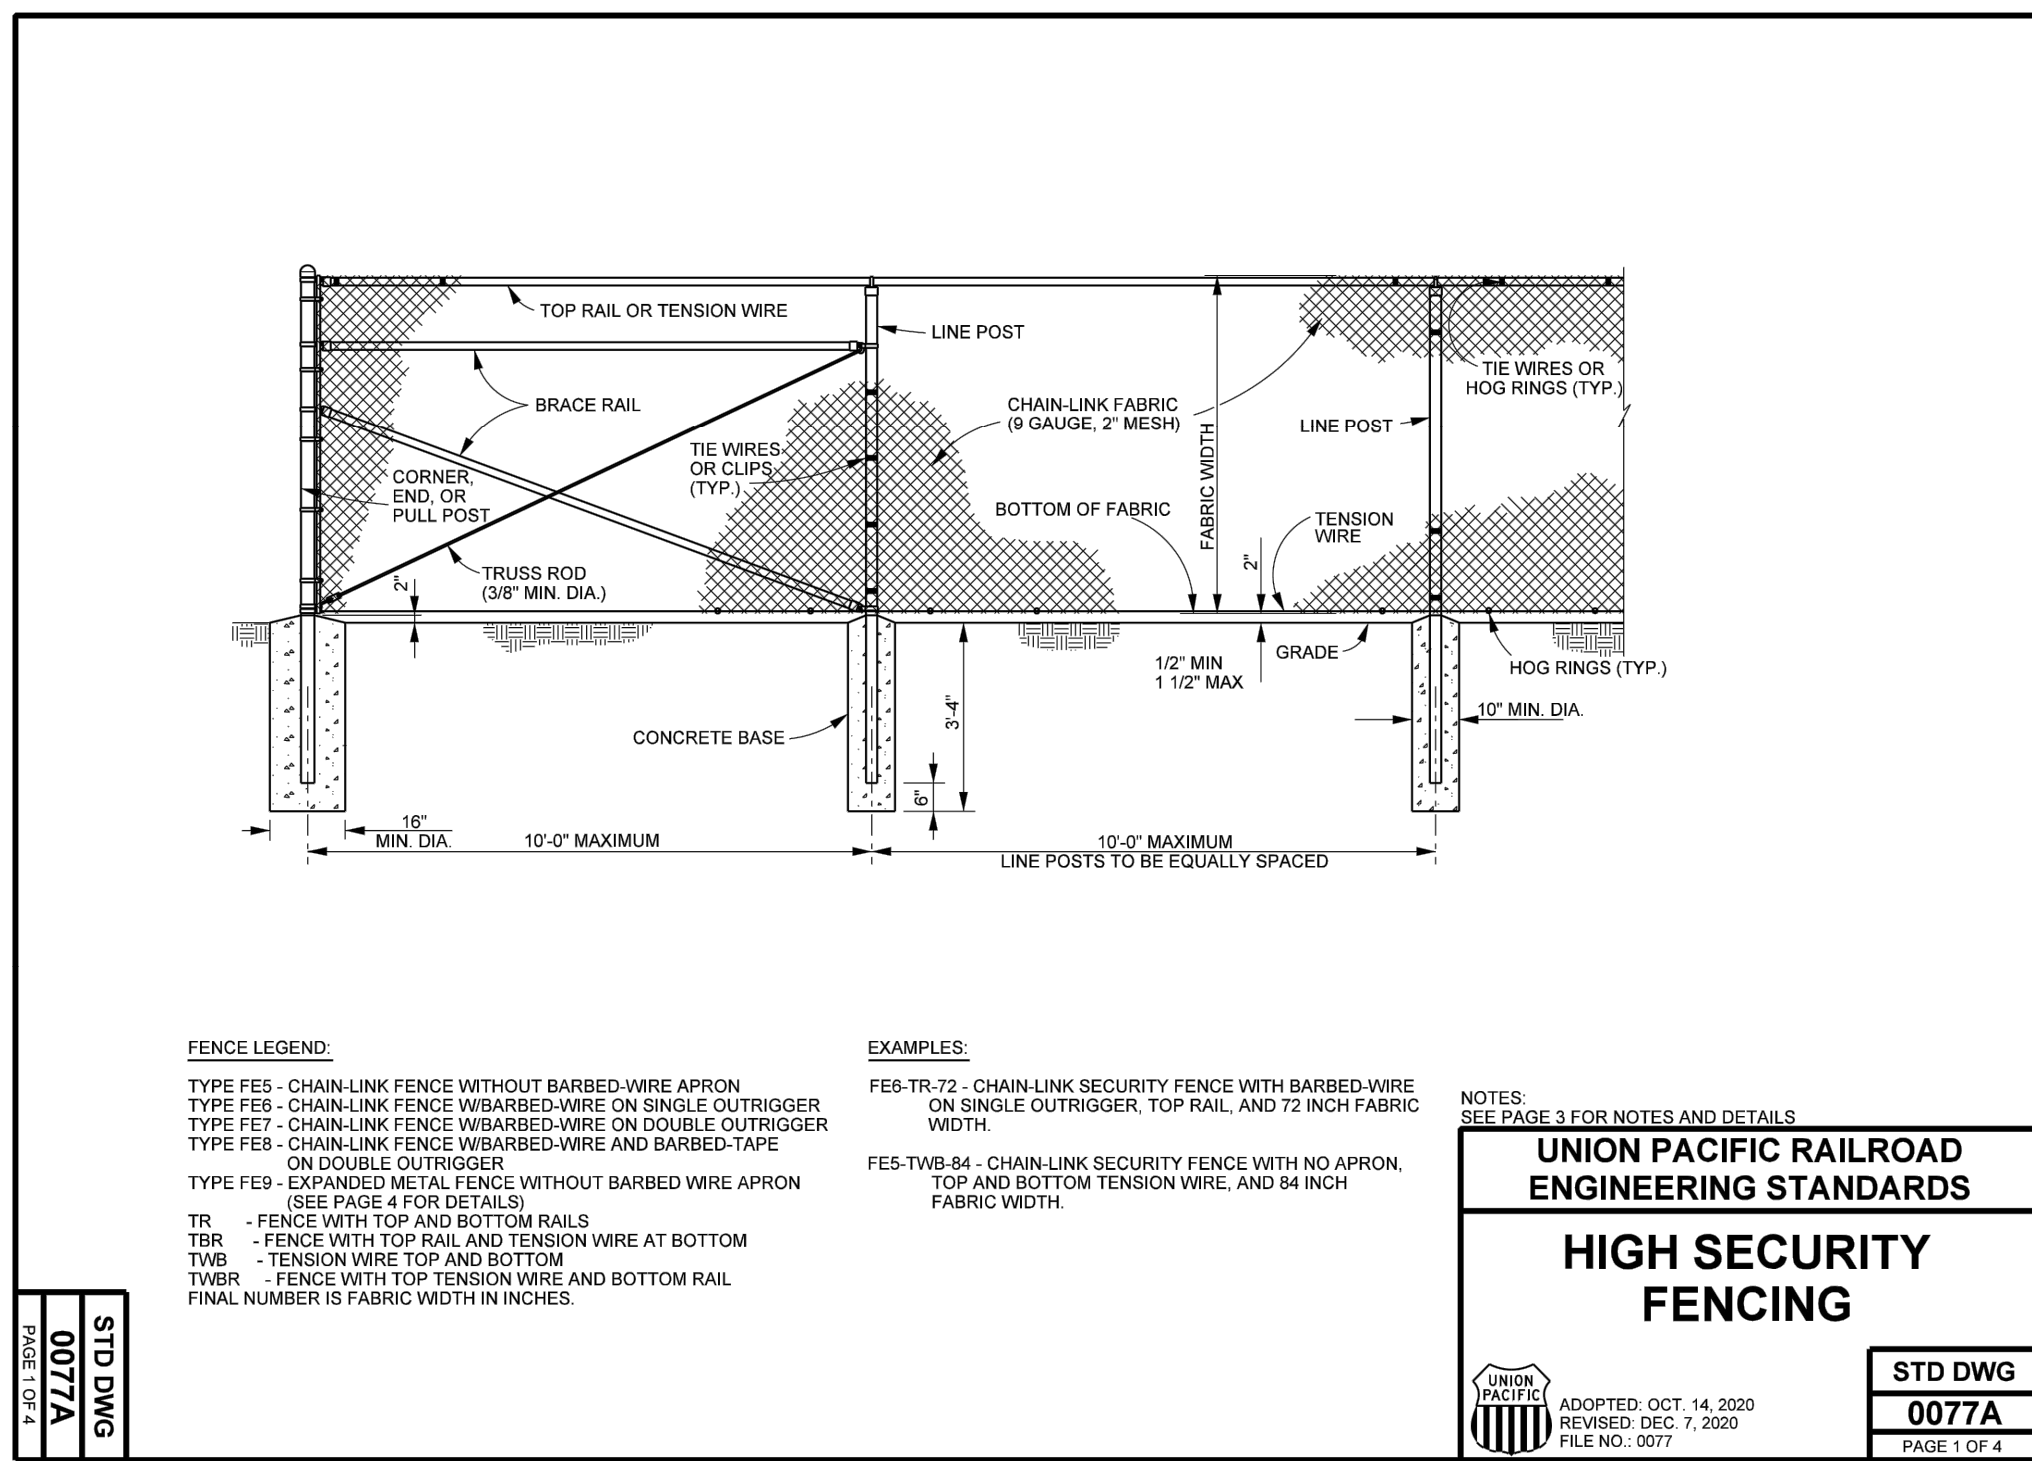 TOP RAIL OR TENSION WIRE
LINE POST
BRACE RAIL
CORNER,
END, OR
PULL POST
TIE WIRES
OR CLIPS
(TYP.)
CHAIN-LINK FABRIC
(9 GAUGE, 2" MESH)
FABRIC WIDTH
TIE WIRES OR
HOG RINGS (TYP.)
LINE POST
BOTTOM OF FABRIC
TENSION
WIRE
TRUSS ROD
(3/8" MIN. DIA.)
2"
2"
1/2" MIN
1 1/2" MAX
GRADE
HOG RINGS (TYP.)
CONCRETE BASE
3'-4"
6"
10" MIN. DIA.
16"
MIN. DIA.
10'-0" MAXIMUM
10'-0" MAXIMUM
LINE POSTS TO BE EQUALLY SPACED
FENCE LEGEND:
TYPE FE5 - CHAIN-LINK FENCE WITHOUT BARBED-WIRE APRON
TYPE FE6 - CHAIN-LINK FENCE W/BARBED-WIRE ON SINGLE OUTRIGGER
TYPE FE7 - CHAIN-LINK FENCE W/BARBED-WIRE ON DOUBLE OUTRIGGER
TYPE FE8 - CHAIN-LINK FENCE W/BARBED-WIRE AND BARBED-TAPE
ON DOUBLE OUTRIGGER
TYPE FE9 - EXPANDED METAL FENCE WITHOUT BARBED WIRE APRON
(SEE PAGE 4 FOR DETAILS)
TR - FENCE WITH TOP AND BOTTOM RAILS
TBR - FENCE WITH TOP RAIL AND TENSION WIRE AT BOTTOM
TWB - TENSION WIRE TOP AND BOTTOM
TWBR - FENCE WITH TOP TENSION WIRE AND BOTTOM RAIL
FINAL NUMBER IS FABRIC WIDTH IN INCHES.
EXAMPLES:
FE6-TR-72 - CHAIN-LINK SECURITY FENCE WITH BARBED-WIRE
ON SINGLE OUTRIGGER, TOP RAIL, AND 72 INCH FABRIC
WIDTH.
FE5-TWB-84 - CHAIN-LINK SECURITY FENCE WITH NO APRON,
TOP AND BOTTOM TENSION WIRE, AND 84 INCH
FABRIC WIDTH.
NOTES:
SEE PAGE 3 FOR NOTES AND DETAILS
UNION PACIFIC RAILROAD
ENGINEERING STANDARDS
HIGH SECURITY
FENCING
UNION
PACIFIC
ADOPTED: OCT. 14, 2020
REVISED: DEC. 7, 2020
FILE NO.: 0077
STD DWG
0077A
PAGE 1 OF 4
STD DWG
0077A
PAGE 1 OF 4